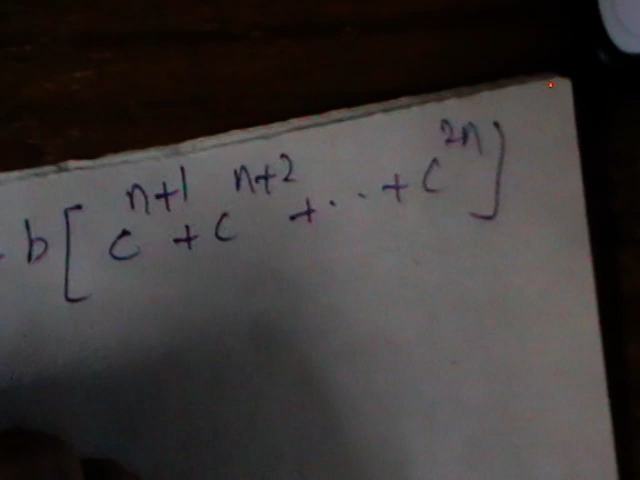 b[c^{n+1} + c^{n+2} + ... + c^{2n}]